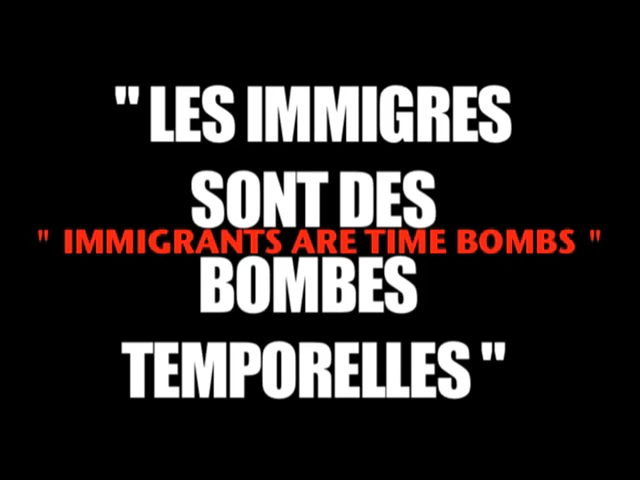 " LES IMMIGRES
SONT DES
" IMMIGRANTS ARE TIME BOMBS "
BOMBES
TEMPORELLES "